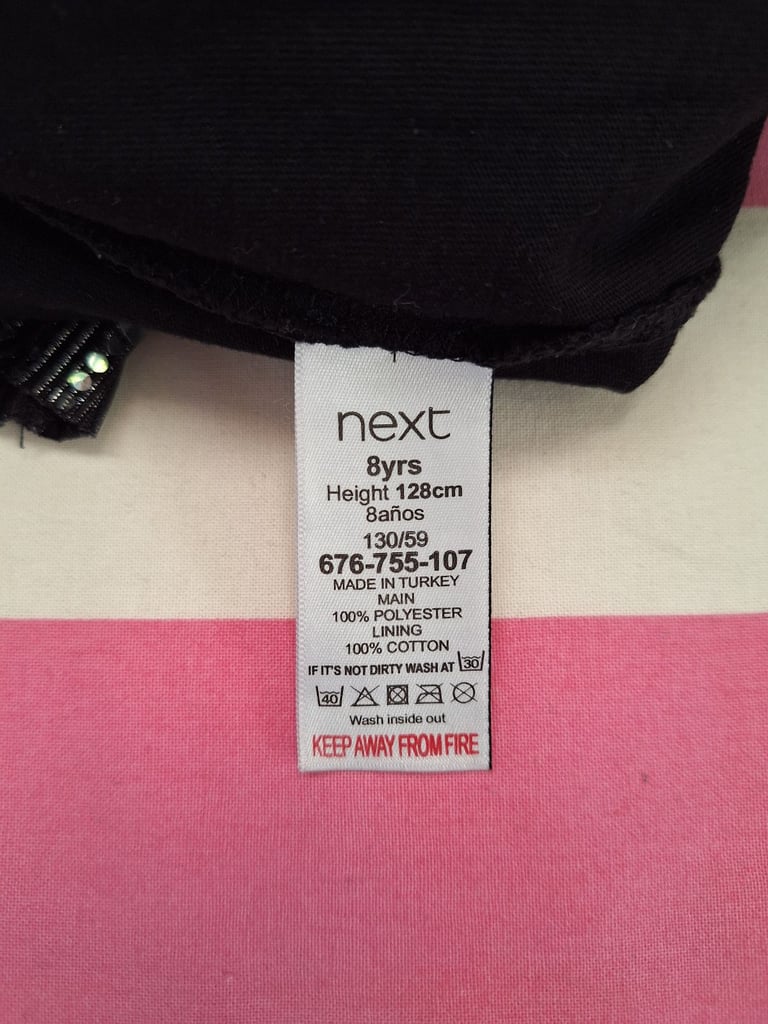 next
8yrs
Height 128cm
8años
130/59
676-755-107
MADE IN TURKEY
MAIN
100% POLYESTER
LINING
100% COTTON
IF IT'S NOT DIRTY WASH AT 30
40
Wash inside out
KEEP AWAY FROM FIRE